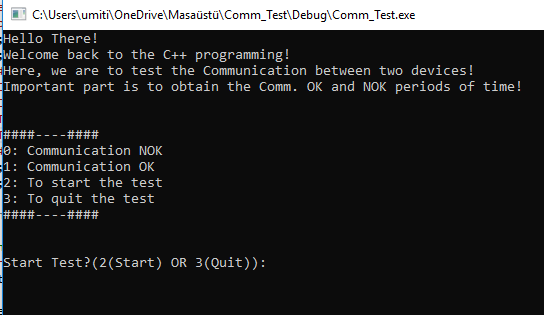 C:\Users\umiti\OneDrive\Masaüstü\Comm_Test\Debug\Comm_Test.exe
Hello There!
Welcome back to the C++ programming!
Here, we are to test the Communication between two devices!
Important part is to obtain the Comm. OK and NOK periods of time!
####----####
0: Communication NOK
1: Communication OK
2: To start the test
3: To quit the test
####----####
Start Test?(2(Start) OR 3(Quit)):